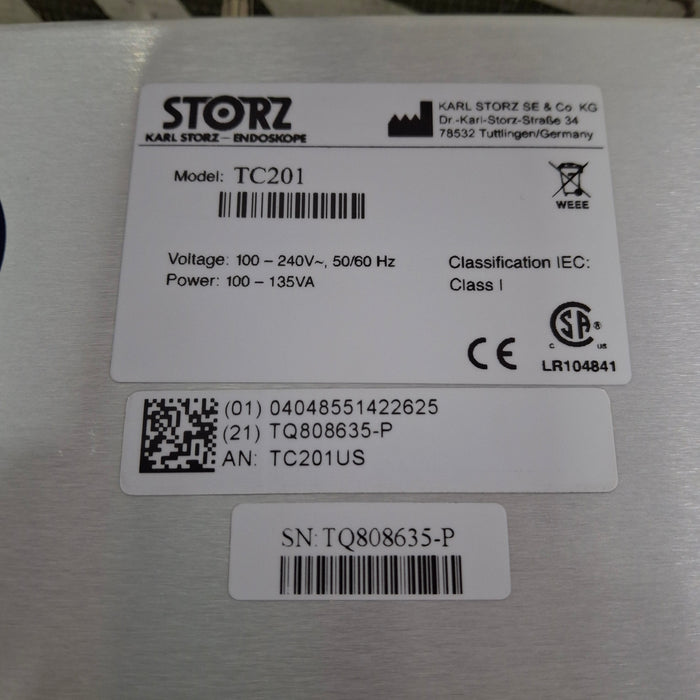 STORZ
KARL STORZ – ENDOSKOPE
KARL STORZ SE & Co. KG
Dr.-Karl-Storz-Straße 34
78532 Tuttlingen/Germany
Model: TC201
WEEE
Voltage: 100 – 240V~, 50/60 Hz
Power: 100 – 135VA
Classification IEC:
Class I
CE
CSA ®
C US
LR104841
(01) 04048551422625
(21) TQ808635-P
AN: TC201US
SN:TQ808635-P